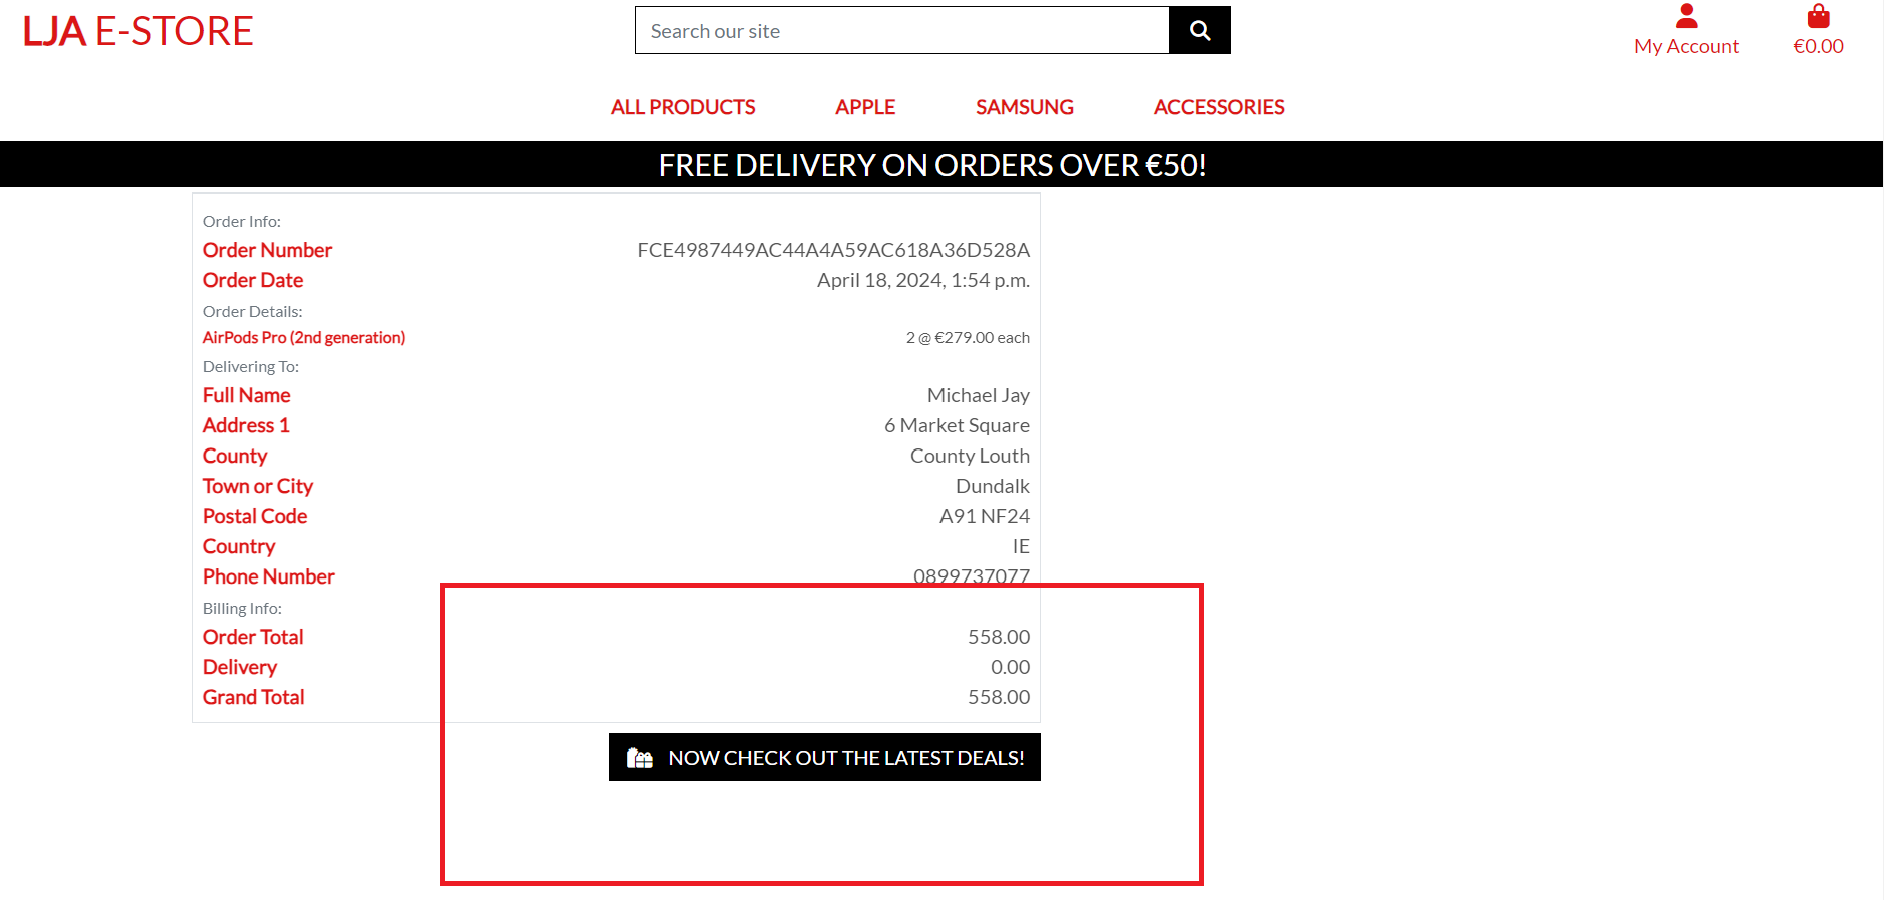 LJA E-STORE
Search our site
My Account
€0.00
ALL PRODUCTS APPLE SAMSUNG ACCESSORIES
FREE DELIVERY ON ORDERS OVER €50!
Order Info:
Order Number FCE4987449AC44A4A59AC618A36D528A
Order Date April 18, 2024, 1:54 p.m.
Order Details:
AirPods Pro (2nd generation) 2 @ €279.00 each
Delivering To:
Full Name Michael Jay
Address 1 6 Market Square
County County Louth
Town or City Dundalk
Postal Code A91 NF24
Country IE
Phone Number 0899737077
Billing Info:
Order Total 558.00
Delivery 0.00
Grand Total 558.00
NOW CHECK OUT THE LATEST DEALS!